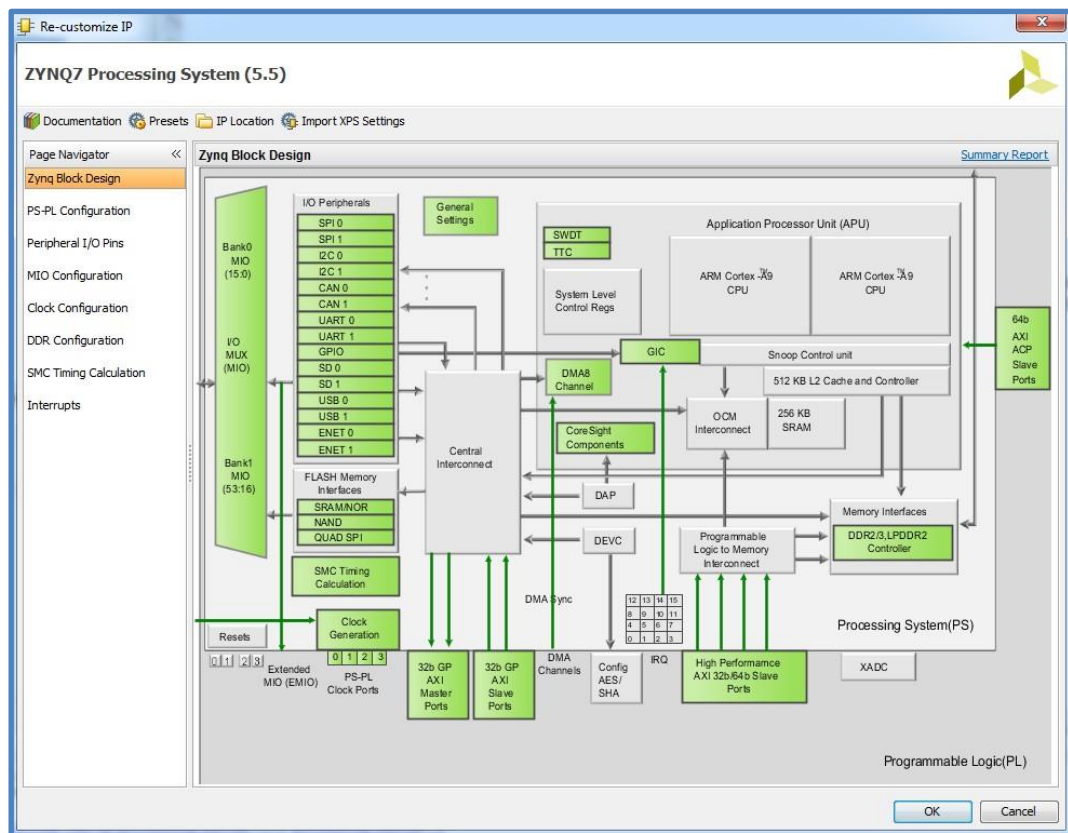 Re-customize IP
ZYNQ7 Processing System (5.5)
Documentation Presets IP Location Import XPS Settings
Page Navigator «
Zynq Block Design
PS-PL Configuration
Peripheral I/O Pins
MIO Configuration
Clock Configuration
DDR Configuration
SMC Timing Calculation
Interrupts
Zynq Block Design
Summary Report
Bank0
MIO
(15:0)
I/O
MUX
(MIO)
Bank1
MIO
(53:16)
I/O Peripherals
SPI 0
SPI 1
I2C 0
I2C 1
CAN 0
CAN 1
UART 0
UART 1
GPIO
SD 0
SD 1
USB 0
USB 1
ENET 0
ENET 1
FLASH Memory
Interfaces
SRAM/NOR
NAND
QUAD SPI
SMC Timing
Calculation
General
Settings
Application Processor Unit (APU)
SWDT
TTC
System Level
Control Regs
ARM Cortex -A9
TM
CPU
ARM Cortex -A9
TM
CPU
GIC
Snoop Control unit
DMA8
Channel
512 KB L2 Cache and Controller
OCM
Interconnect
256 KB
SRAM
CoreSight
Components
Central
Interconnect
DAP
DEVC
Programmable
Logic to Memory
Interconnect
Memory Interfaces
DDR2/3,LPDDR2
Controller
64b
AXI
ACP
Slave
Ports
DMA Sync
12 13 14 15
8 9 10 11
4 5 6 7
0 1 2 3
Processing System(PS)
Resets
0 1 2 3
Clock
Generation
0 1 2 3
Extended
MIO (EMIO)
PS-PL
Clock Ports
32b GP
AXI
Master
Ports
32b GP
AXI
Slave
Ports
DMA
Channels
Config
AES/
SHA
IRQ
High Performamce
AXI 32b/64b Slave
Ports
XADC
Programmable Logic(PL)
OK
Cancel